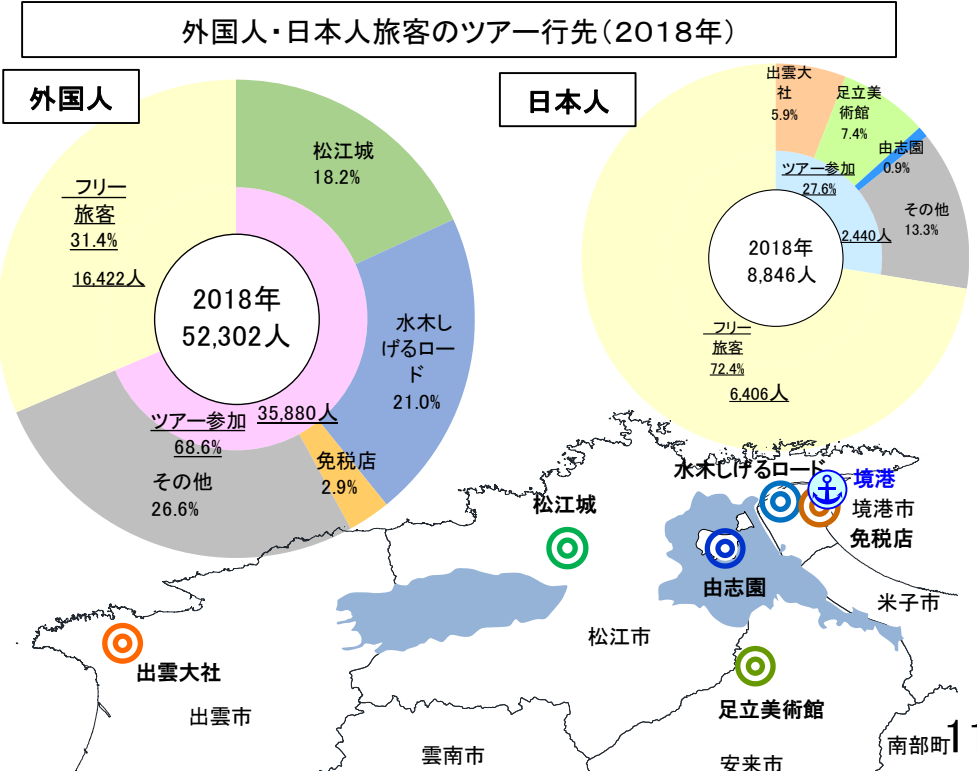 外国人・日本人旅客のツアー行先（2018年）
外国人
松江城
18.2%
水木し
げるロー
ド
21.0%
免税店
2.9%
その他
26.6%
フリー
旅客
31.4%
16,422人
ツアー参加
68.6%
35,880人
2018年
52,302人
日本人
出雲大
社
5.9%
足立美
術館
7.4%
由志園
0.9%
その他
13.3%
ツアー参加
27.6%
2,440人
2018年
8,846人
フリー
旅客
72.4%
6,406人
水木しげるロード
境港
境港市
免税店
松江城
由志園
米子市
松江市
出雲大社
出雲市
足立美術館
雲南市
安来市
南部町
11